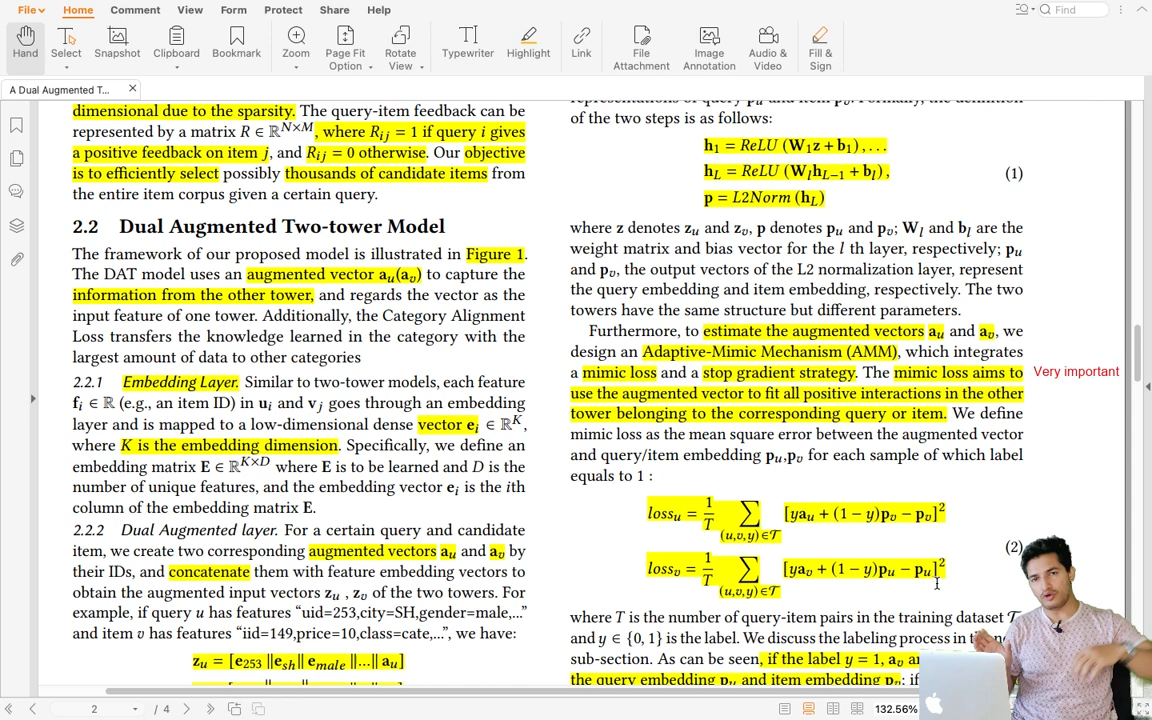 File Home Comment View Form Protect Share Help Find
Hand Select Snapshot Clipboard Bookmark Zoom Page Fit Option Rotate View Typewriter Highlight Link File Attachment Image Annotation Audio & Video Fill & Sign
A Dual Augmented T...
dimensional due to the sparsity. The query-item feedback can be
represented by a matrix R ∈ ℝ^{N×M}, where R_{ij} = 1 if query i gives
a positive feedback on item j, and R_{ij} = 0 otherwise. Our objective
is to efficiently select possibly thousands of candidate items from
the entire item corpus given a certain query.
2.2 Dual Augmented Two-tower Model
The framework of our proposed model is illustrated in Figure 1.
The DAT model uses an augmented vector a_u(a_v) to capture the
information from the other tower, and regards the vector as the
input feature of one tower. Additionally, the Category Alignment
Loss transfers the knowledge learned in the category with the
largest amount of data to other categories
2.2.1 Embedding Layer. Similar to two-tower models, each feature
f_i ∈ ℝ (e.g., an item ID) in u_i and v_j goes through an embedding
layer and is mapped to a low-dimensional dense vector e_i ∈ ℝ^K,
where K is the embedding dimension. Specifically, we define an
embedding matrix E ∈ ℝ^{K×D} where E is to be learned and D is the
number of unique features, and the embedding vector e_i is the ith
column of the embedding matrix E.
2.2.2 Dual Augmented layer. For a certain query and candidate
item, we create two corresponding augmented vectors a_u and a_v by
their IDs, and concatenate them with feature embedding vectors to
obtain the augmented input vectors z_u , z_v of the two towers. For
example, if query u has features “uid=253,city=SH,gender=male,...”
and item v has features “iid=149,price=10,class=cate,...”, we have:
z_u = [e_{253} ||e_{sh}|| e_{male} ||...|| a_u]
of the two steps is as follows:
h_1 = ReLU (W_1z + b_1), . . .
h_L = ReLU (W_lh_{L−1} + b_l) ,
(1)
p = L2Norm (h_L)
where z denotes z_u and z_v, p denotes p_u and p_v; W_l and b_l are the
weight matrix and bias vector for the l th layer, respectively; p_u
and p_v, the output vectors of the L2 normalization layer, represent
the query embedding and item embedding, respectively. The two
towers have the same structure but different parameters.
Furthermore, to estimate the augmented vectors a_u and a_v, we
design an Adaptive-Mimic Mechanism (AMM), which integrates
a mimic loss and a stop gradient strategy. The mimic loss aims to
Very important
use the augmented vector to fit all positive interactions in the other
tower belonging to the corresponding query or item. We define
mimic loss as the mean square error between the augmented vector
and query/item embedding p_u,p_v for each sample of which label
equals to 1 :
loss_u = 1/T ∑_{(u,v,y)∈𝒯} [ya_u + (1 − y)p_v − p_v]^2
(2)
loss_v = 1/T ∑_{(u,v,y)∈𝒯} [ya_v + (1 − y)p_u − p_u]^2
where T is the number of query-item pairs in the training dataset 𝒯
and y ∈ {0, 1} is the label. We discuss the labeling process in
sub-section. As can be seen, if the label y = 1, a_v
the query embedding p_u and item embedding p_v; if
2 / 4 132.56%